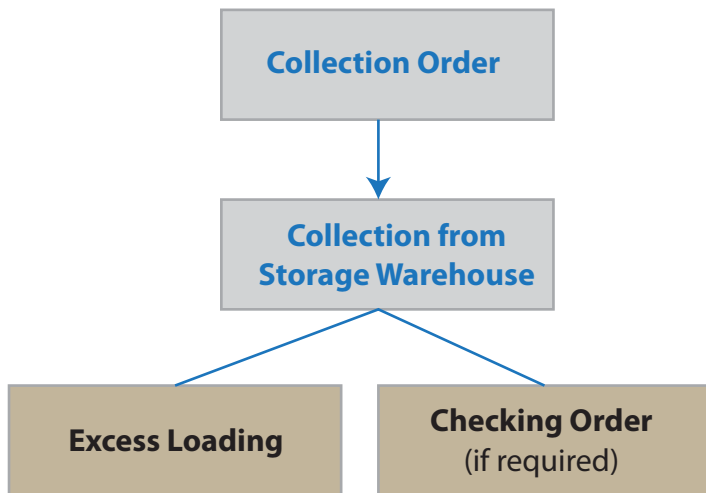 Collection Order
Collection from
Storage Warehouse
Excess Loading
Checking Order
(if required)